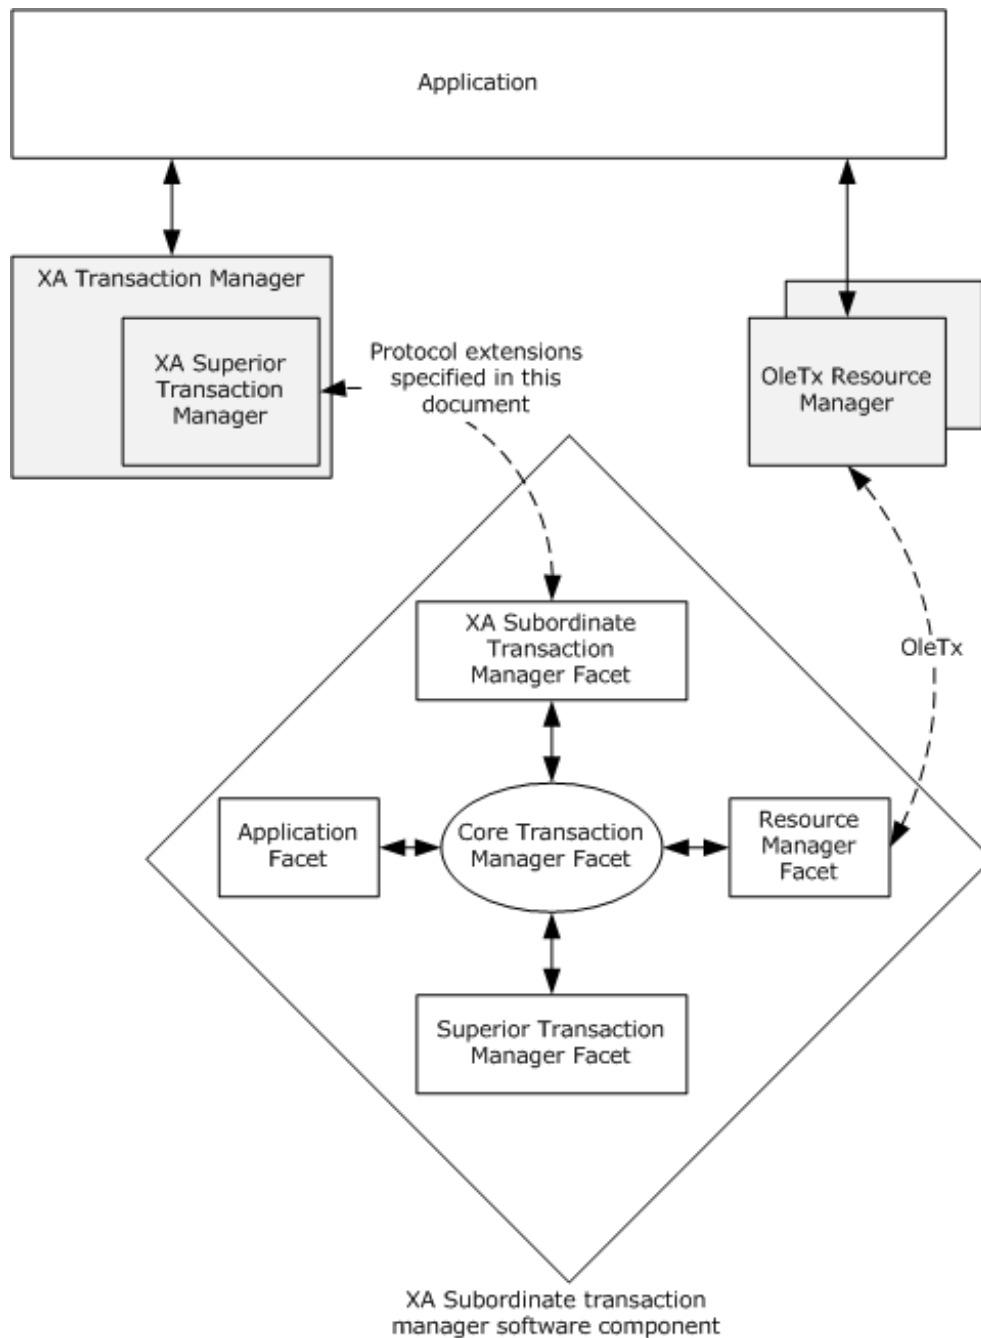 Application
XA Transaction Manager
XA Superior
Transaction
Manager
Protocol extensions
specified in this
document
OleTx Resource
Manager
XA Subordinate
Transaction
Manager Facet
OleTx
Application
Facet
Core Transaction
Manager Facet
Resource
Manager
Facet
Superior Transaction
Manager Facet
XA Subordinate transaction
manager software component